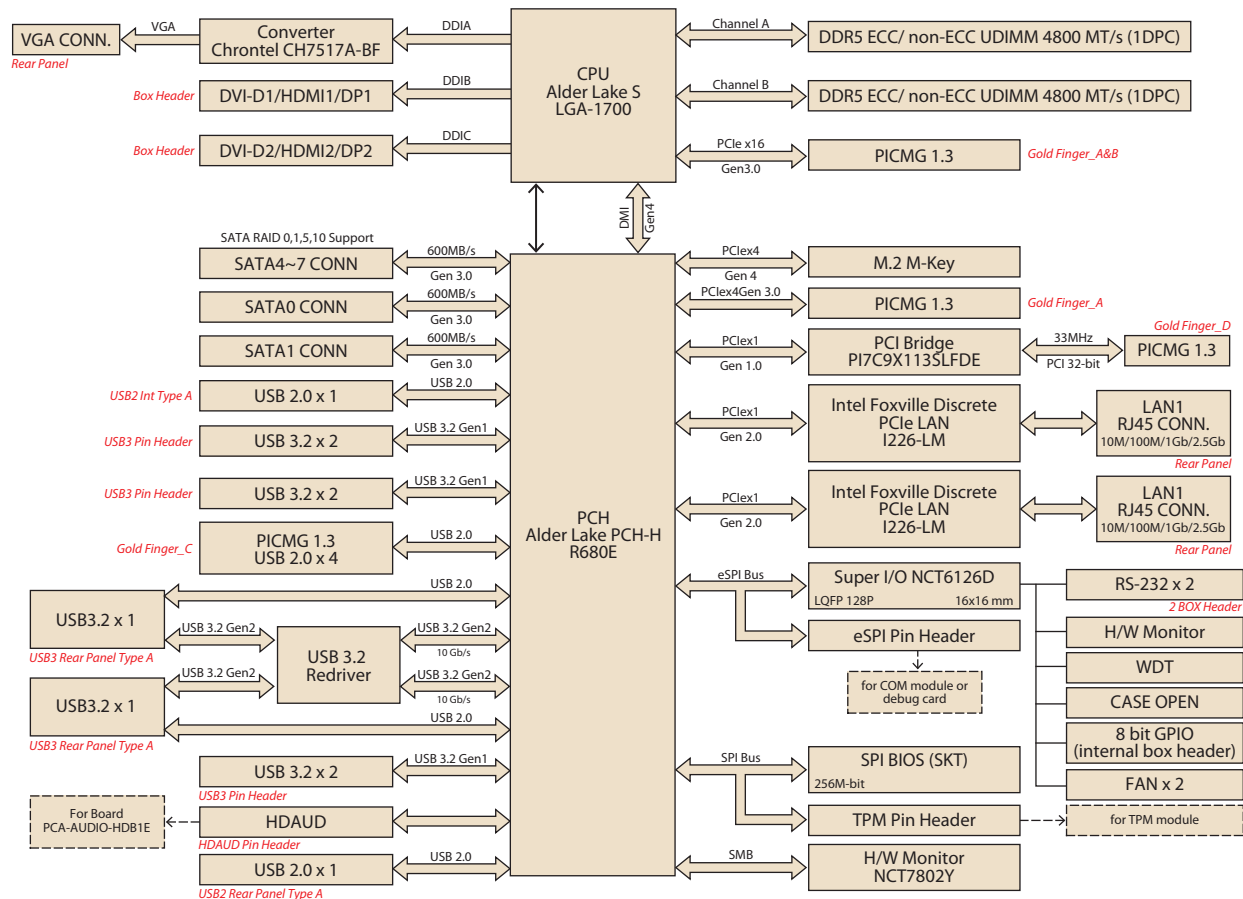 VGA CONN.
Rear Panel
VGA
Converter
Chrontel CH7517A-BF
DDIA
Box Header
DVI-D1/HDMI1/DP1
DDIB
Box Header
DVI-D2/HDMI2/DP2
DDIC
CPU
Alder Lake S
LGA-1700
Channel A
DDR5 ECC/ non-ECC UDIMM 4800 MT/s (1DPC)
Channel B
DDR5 ECC/ non-ECC UDIMM 4800 MT/s (1DPC)
PCIe x16
Gen3.0
PICMG 1.3
Gold Finger_A&B
DMI
Gen4
SATA RAID 0,1,5,10 Support
SATA4~7 CONN
600MB/s
Gen 3.0
SATA0 CONN
600MB/s
Gen 3.0
SATA1 CONN
600MB/s
Gen 3.0
USB2 Int Type A
USB 2.0 x 1
USB 2.0
USB3 Pin Header
USB 3.2 x 2
USB 3.2 Gen1
USB3 Pin Header
USB 3.2 x 2
USB 3.2 Gen1
Gold Finger_C
PICMG 1.3
USB 2.0 x 4
USB 2.0
USB3.2 x 1
USB3 Rear Panel Type A
USB 2.0
USB 3.2 Gen2
USB 3.2 Gen2
10 Gb/s
USB 3.2
Redriver
USB3.2 x 1
USB3 Rear Panel Type A
USB 3.2 Gen2
USB 3.2 Gen2
10 Gb/s
USB 2.0
USB 3.2 x 2
USB3 Pin Header
USB 3.2 Gen1
For Board
PCA-AUDIO-HDB1E
HDAUD
HDAUD Pin Header
USB 2.0 x 1
USB2 Rear Panel Type A
USB 2.0
PCH
Alder Lake PCH-H
R680E
PCIex4
Gen 4
M.2 M-Key
PCIex4Gen 3.0
PICMG 1.3
Gold Finger_A
PCIex1
Gen 1.0
PCI Bridge
PI7C9X113SLFDE
33MHz
PCI 32-bit
Gold Finger_D
PICMG 1.3
PCIex1
Gen 2.0
Intel Foxville Discrete
PCIe LAN
I226-LM
LAN1
RJ45 CONN.
10M/100M/1Gb/2.5Gb
Rear Panel
PCIex1
Gen 2.0
Intel Foxville Discrete
PCIe LAN
I226-LM
LAN1
RJ45 CONN.
10M/100M/1Gb/2.5Gb
Rear Panel
eSPI Bus
Super I/O NCT6126D
LQFP 128P 16x16 mm
eSPI Pin Header
for COM module or
debug card
RS-232 x 2
2 BOX Header
H/W Monitor
WDT
CASE OPEN
8 bit GPIO
(internal box header)
FAN x 2
SPI Bus
SPI BIOS (SKT)
256M-bit
TPM Pin Header
for TPM module
SMB
H/W Monitor
NCT7802Y